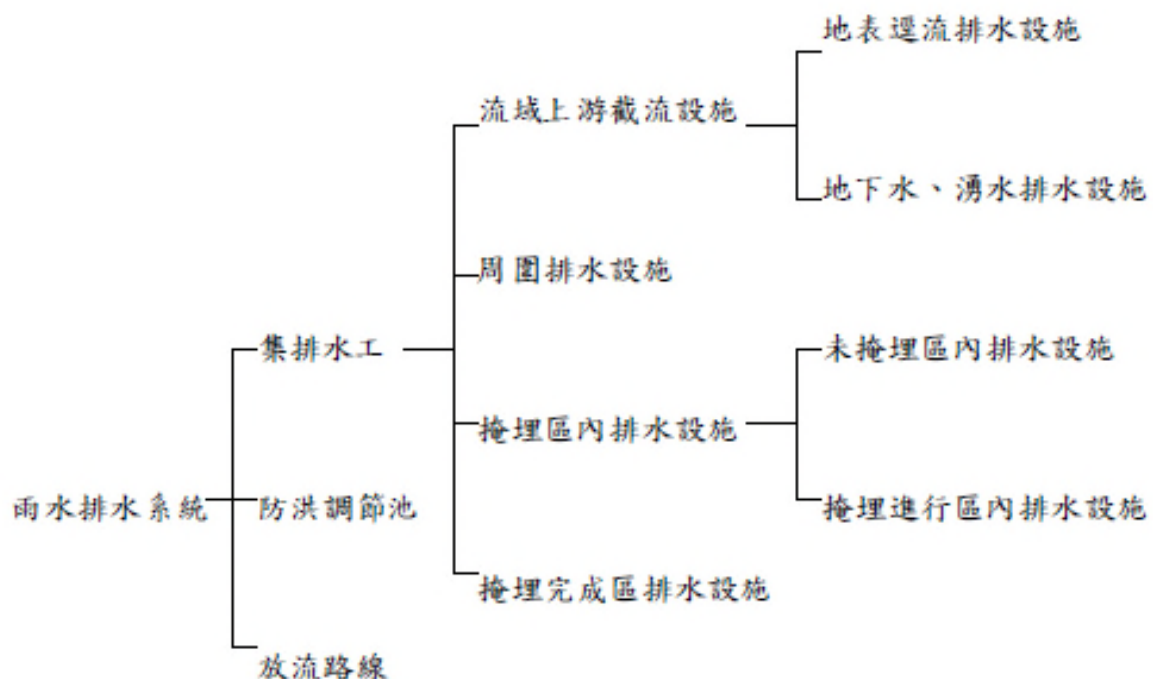 地表逕流排水設施
流域上游截流設施
地下水、湧水排水設施
周圍排水設施
集排水工
未掩埋區內排水設施
掩埋區內排水設施
雨水排水系統
防洪調節池
掩埋進行區內排水設施
掩埋完成區排水設施
放流路線